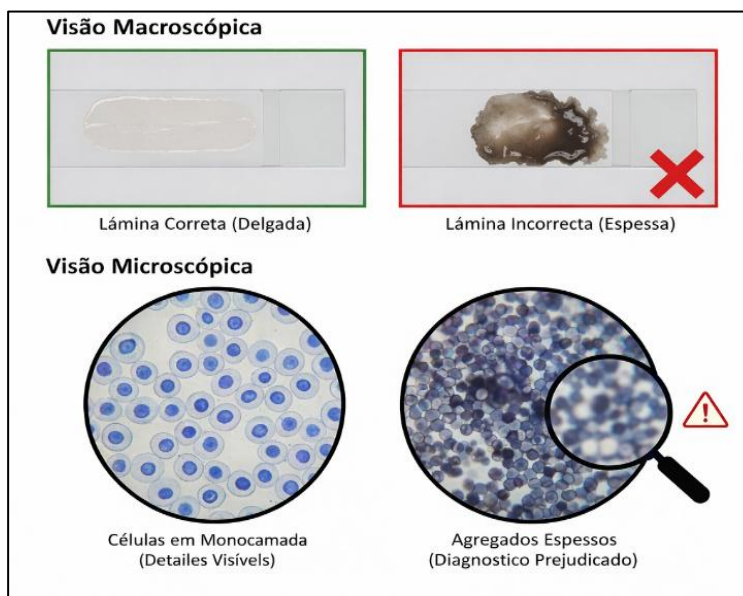 Visão Macroscópica
Lámina Correta (Delgada)
Lámina Incorrecta (Espessa)
Visão Microscópica
Células em Monocamada
(Detailes Visívels)
Agregados Espessos
(Diagnostico Prejudicado)